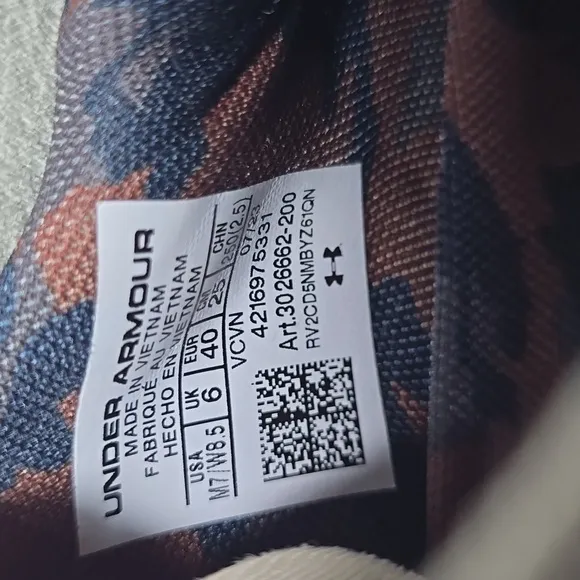 UNDER ARMOUR
MADE IN VIETNAM
FABRIQUÉ AU VIETNAM
HECHO EN VIETNAM
USA UK EUR CM CHN
M7/W8.5 6 40 25 250(2.5)
VCVN 07/23
4216975331
Art.3026662-200
RV2CD5NMBYZ61QN